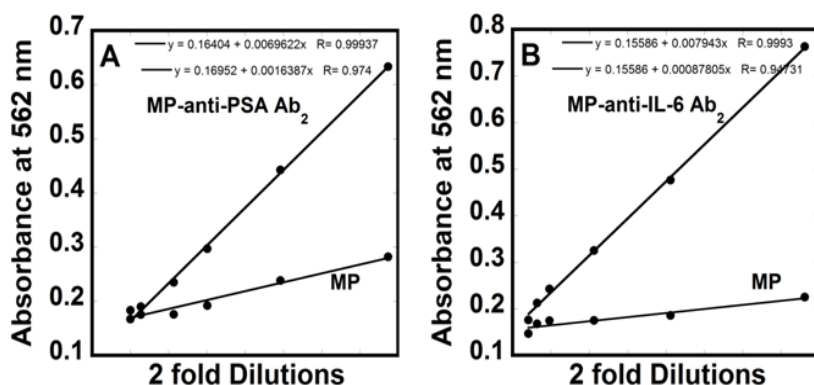 A
y = 0.16404 + 0.0069622x R= 0.99937
y = 0.16952 + 0.0016387x R= 0.974
MP-anti-PSA Ab2
MP
0.7
0.6
0.5
0.4
0.3
0.2
0.1
Absorbance at 562 nm
2 fold Dilutions
B
y = 0.15586 + 0.007943x R= 0.9993
y = 0.15586 + 0.00087805x R= 0.94731
MP-anti-IL-6 Ab2
MP
0.8
0.7
0.6
0.5
0.4
0.3
0.2
0.1
Absorbance at 562 nm
2 fold Dilutions